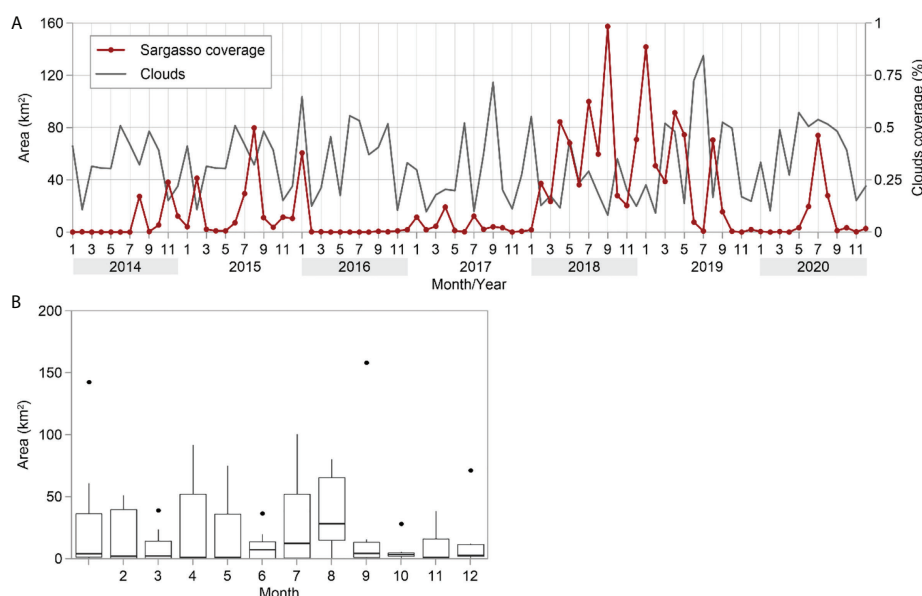 A
160
120
80
40
0
Area (km²)
Sargasso coverage
Clouds
1
0.75
0.5
0.25
0
Clouds coverage (%)
1 3 5 7 9 11 1 3 5 7 9 11 1 3 5 7 9 11 1 3 5 7 9 11 1 3 5 7 9 11 1 3 5 7 9 11 1 3 5 7 9 11
2014 2015 2016 2017 2018 2019 2020
Month/Year
B
200
150
100
50
0
Area (km²)
2 3 4 5 6 7 8 9 10 11 12
Month